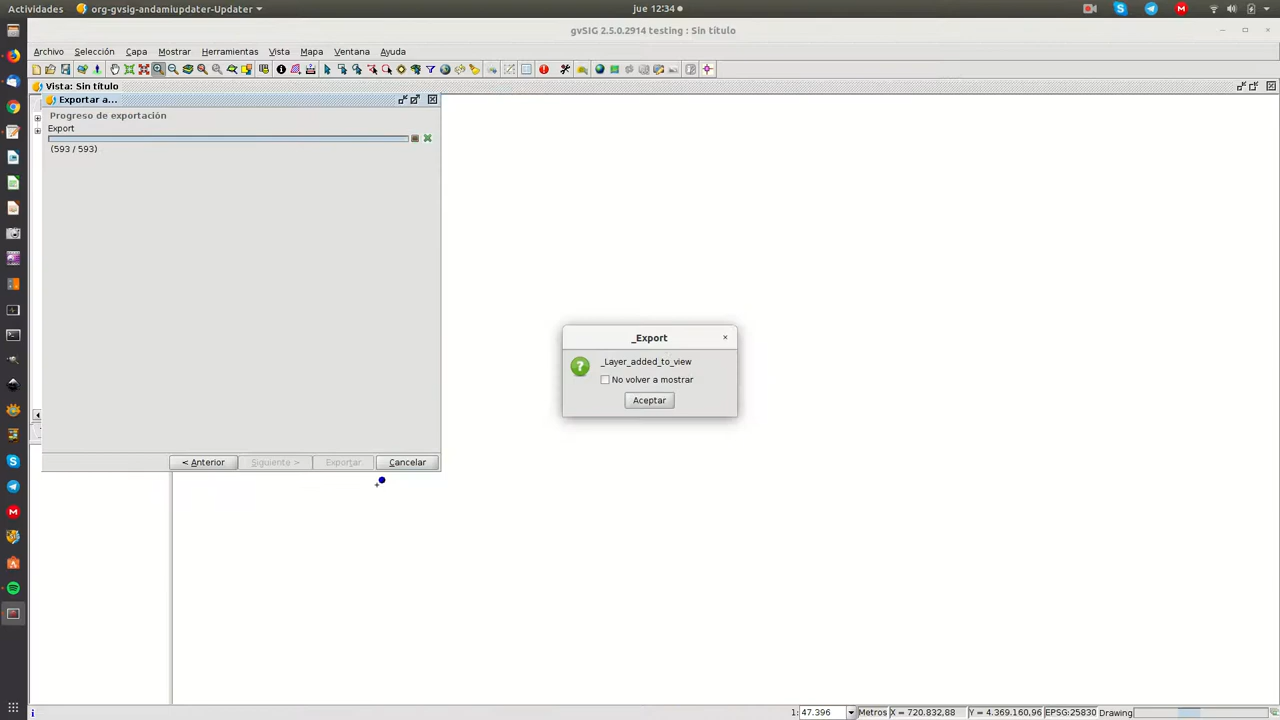 Actividades
org-gvsig-andamiupdater-Updater
jue 12:34
gvSIG 2.5.0.2914 testing : Sin título
Archivo Selección Capa Mostrar Herramientas Vista Mapa Ventana Ayuda
Vista: Sin título
Exportar a...
Progreso de exportación
Export
(593 / 593)
_Export
_Layer_added_to_view
No volver a mostrar
Aceptar
< Anterior Siguiente > Exportar Cancelar
1: 47.396 Metros X = 720.832,88 Y = 4.369.160,96 EPSG:25830 Drawing